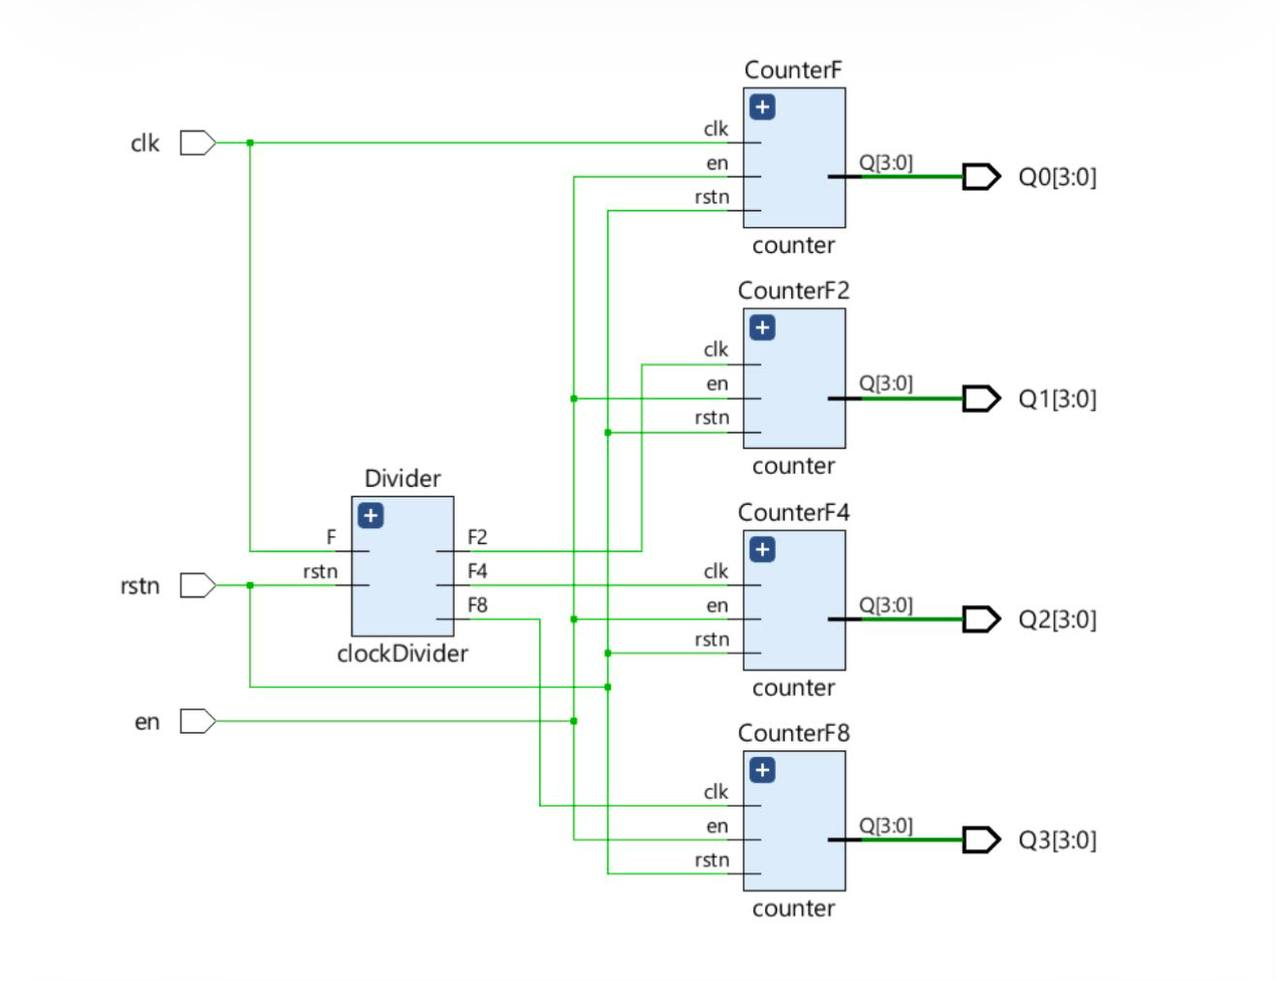 CounterF
clk
clk
en
Q[3:0]
Q0[3:0]
rstn
counter
CounterF2
clk
en
Q[3:0]
Q1[3:0]
rstn
counter
Divider
F
F2
rstn
rstn
F4
F8
clockDivider
CounterF4
clk
en
Q[3:0]
Q2[3:0]
rstn
counter
en
CounterF8
clk
en
Q[3:0]
Q3[3:0]
rstn
counter